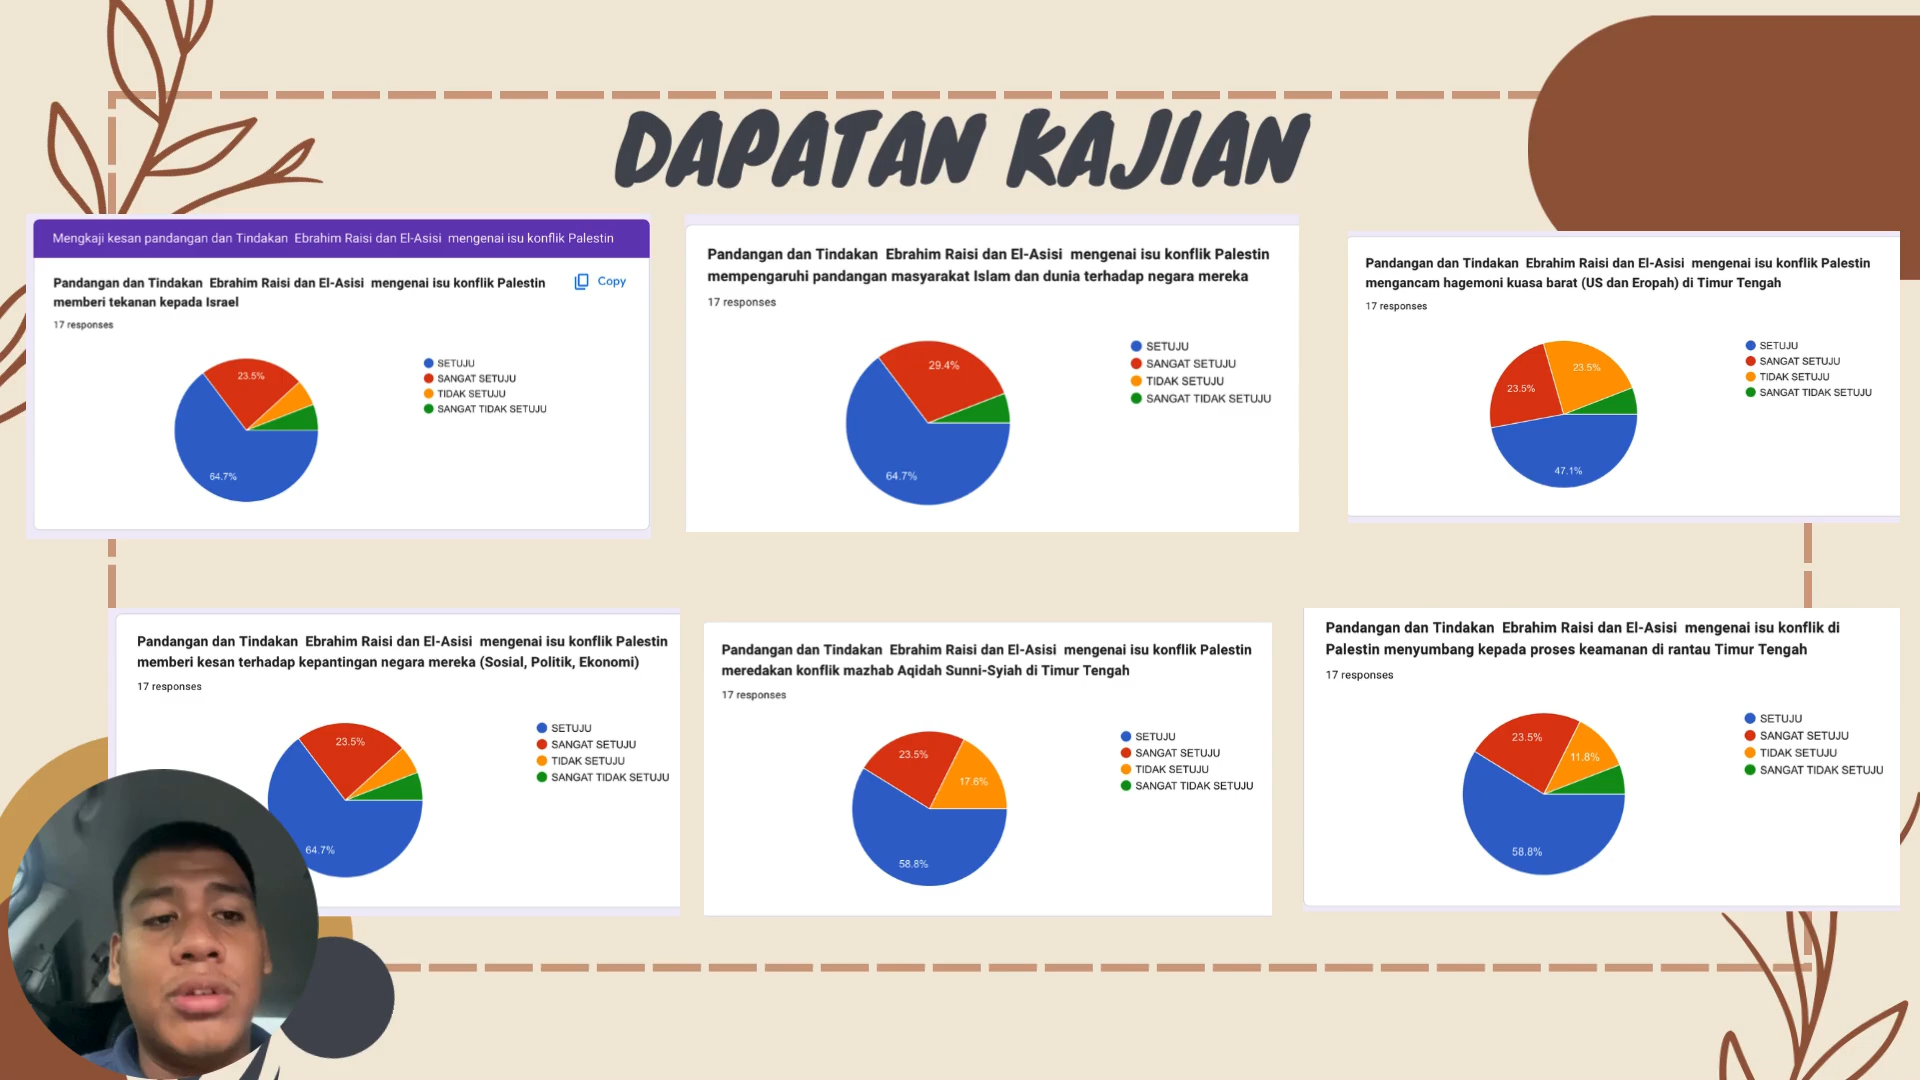 DAPATAN KAJIAN
Mengkaji kesan pandangan dan Tindakan Ebrahim Raisi dan El-Asisi mengenai isu konflik Palestin
Pandangan dan Tindakan Ebrahim Raisi dan El-Asisi mengenai isu konflik Palestin
memberi tekanan kepada Israel
Copy
17 responses
SETUJU
SANGAT SETUJU
TIDAK SETUJU
SANGAT TIDAK SETUJU
23.5%
64.7%
Pandangan dan Tindakan Ebrahim Raisi dan El-Asisi mengenai isu konflik Palestin
mempengaruhi pandangan masyarakat Islam dan dunia terhadap negara mereka
17 responses
SETUJU
SANGAT SETUJU
TIDAK SETUJU
SANGAT TIDAK SETUJU
29.4%
64.7%
Pandangan dan Tindakan Ebrahim Raisi dan El-Asisi mengenai isu konflik Palestin
mengancam hagemoni kuasa barat (US dan Eropah) di Timur Tengah
17 responses
SETUJU
SANGAT SETUJU
TIDAK SETUJU
SANGAT TIDAK SETUJU
23.5%
23.5%
47.1%
Pandangan dan Tindakan Ebrahim Raisi dan El-Asisi mengenai isu konflik Palestin
memberi kesan terhadap kepantingan negara mereka (Sosial, Politik, Ekonomi)
17 responses
SETUJU
SANGAT SETUJU
TIDAK SETUJU
SANGAT TIDAK SETUJU
23.5%
64.7%
Pandangan dan Tindakan Ebrahim Raisi dan El-Asisi mengenai isu konflik Palestin
meredakan konflik mazhab Aqidah Sunni-Syiah di Timur Tengah
17 responses
SETUJU
SANGAT SETUJU
TIDAK SETUJU
SANGAT TIDAK SETUJU
23.5%
17.6%
58.8%
Pandangan dan Tindakan Ebrahim Raisi dan El-Asisi mengenai isu konflik di
Palestin menyumbang kepada proses keamanan di rantau Timur Tengah
17 responses
SETUJU
SANGAT SETUJU
TIDAK SETUJU
SANGAT TIDAK SETUJU
23.5%
11.8%
58.8%